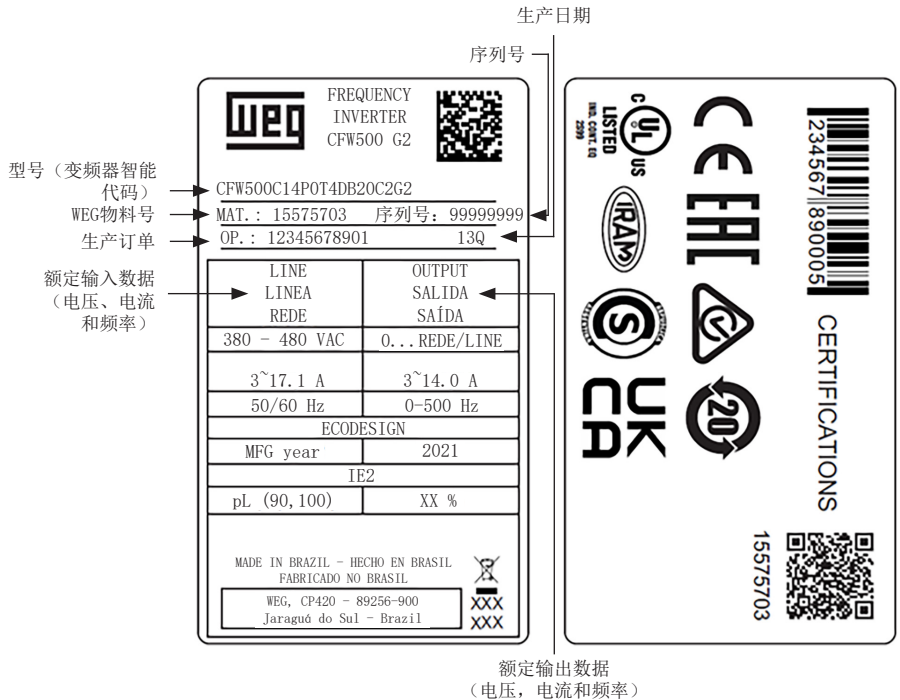 生产日期
序列号
weg
FREQUENCY
INVERTER
CFW500 G2
型号（变频器智能
代码）
CFW500C14P0T4DB20C2G2
WEG物料号
MAT.: 15575703 序列号: 99999999
生产订单
OP.: 12345678901 13Q
额定输入数据
（电压、电流
和频率）
LINE
LINEA
REDE
OUTPUT
SALIDA
SAÍDA
380 - 480 VAC
0...REDE/LINE
3~17.1 A
3~14.0 A
50/60 Hz
0-500 Hz
ECODESIGN
MFG year
2021
IE2
pL (90,100)
XX %
MADE IN BRAZIL - HECHO EN BRASIL
FABRICADO NO BRASIL
WEG, CP420 - 89256-900
Jaraguá do Sul - Brazil
XXX
XXX
C UL US
LISTED
IND. CONT. EQ
CE
EAC
IRAM
S
UK
CA
20
234567 890005
CERTIFICATIONS
15575703
额定输出数据
（电压，电流和频率）